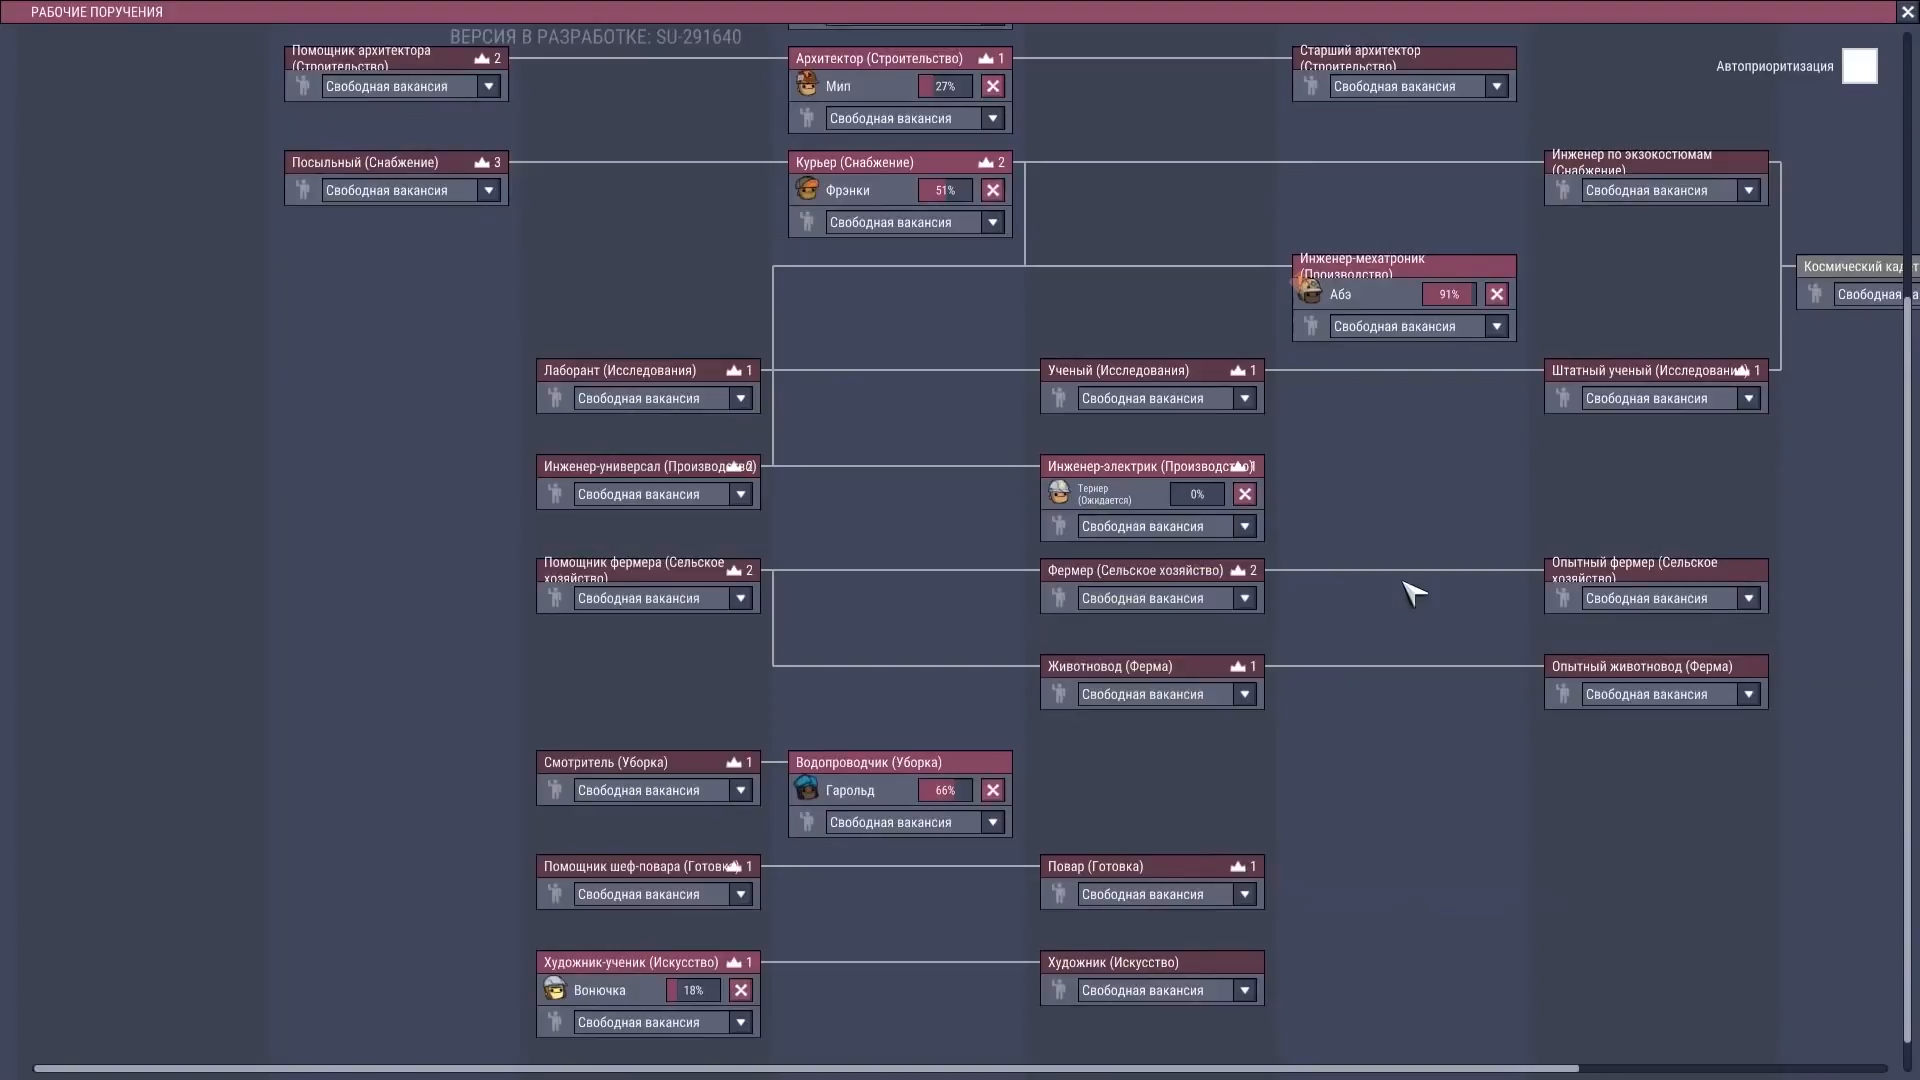 РАБОЧИЕ ПОРУЧЕНИЯ
ВЕРСИЯ В РАЗРАБОТКЕ: SU-291640
Автоприоритизация
Помощник архитектора
(Строительство)
2
Свободная вакансия
Архитектор (Строительство) 1
Мип 27%
Свободная вакансия
Старший архитектор
(Строительство)
Свободная вакансия
Посыльный (Снабжение) 3
Свободная вакансия
Курьер (Снабжение) 2
Фрэнки 51%
Свободная вакансия
Инженер по экзокостюмам
(Снабжение)
Свободная вакансия
Инженер-мехатроник
(Производство)
Абэ 91%
Свободная вакансия
Космический кадет
Свободная
Лаборант (Исследования) 1
Свободная вакансия
Ученый (Исследования) 1
Свободная вакансия
Штатный ученый (Исследования) 1
Свободная вакансия
Инженер-универсал (Производство) 2
Свободная вакансия
Инженер-электрик (Производство) 1
Тернер
(Ожидается)
0%
Свободная вакансия
Помощник фермера (Сельское
хозяйство)
2
Свободная вакансия
Фермер (Сельское хозяйство) 2
Свободная вакансия
Опытный фермер (Сельское
хозяйство)
Свободная вакансия
Животновод (Ферма) 1
Свободная вакансия
Опытный животновод (Ферма)
Свободная вакансия
Смотритель (Уборка) 1
Свободная вакансия
Водопроводчик (Уборка)
Гарольд 66%
Свободная вакансия
Помощник шеф-повара (Готовка) 1
Свободная вакансия
Повар (Готовка) 1
Свободная вакансия
Художник-ученик (Искусство) 1
Вонючка 18%
Свободная вакансия
Художник (Искусство)
Свободная вакансия